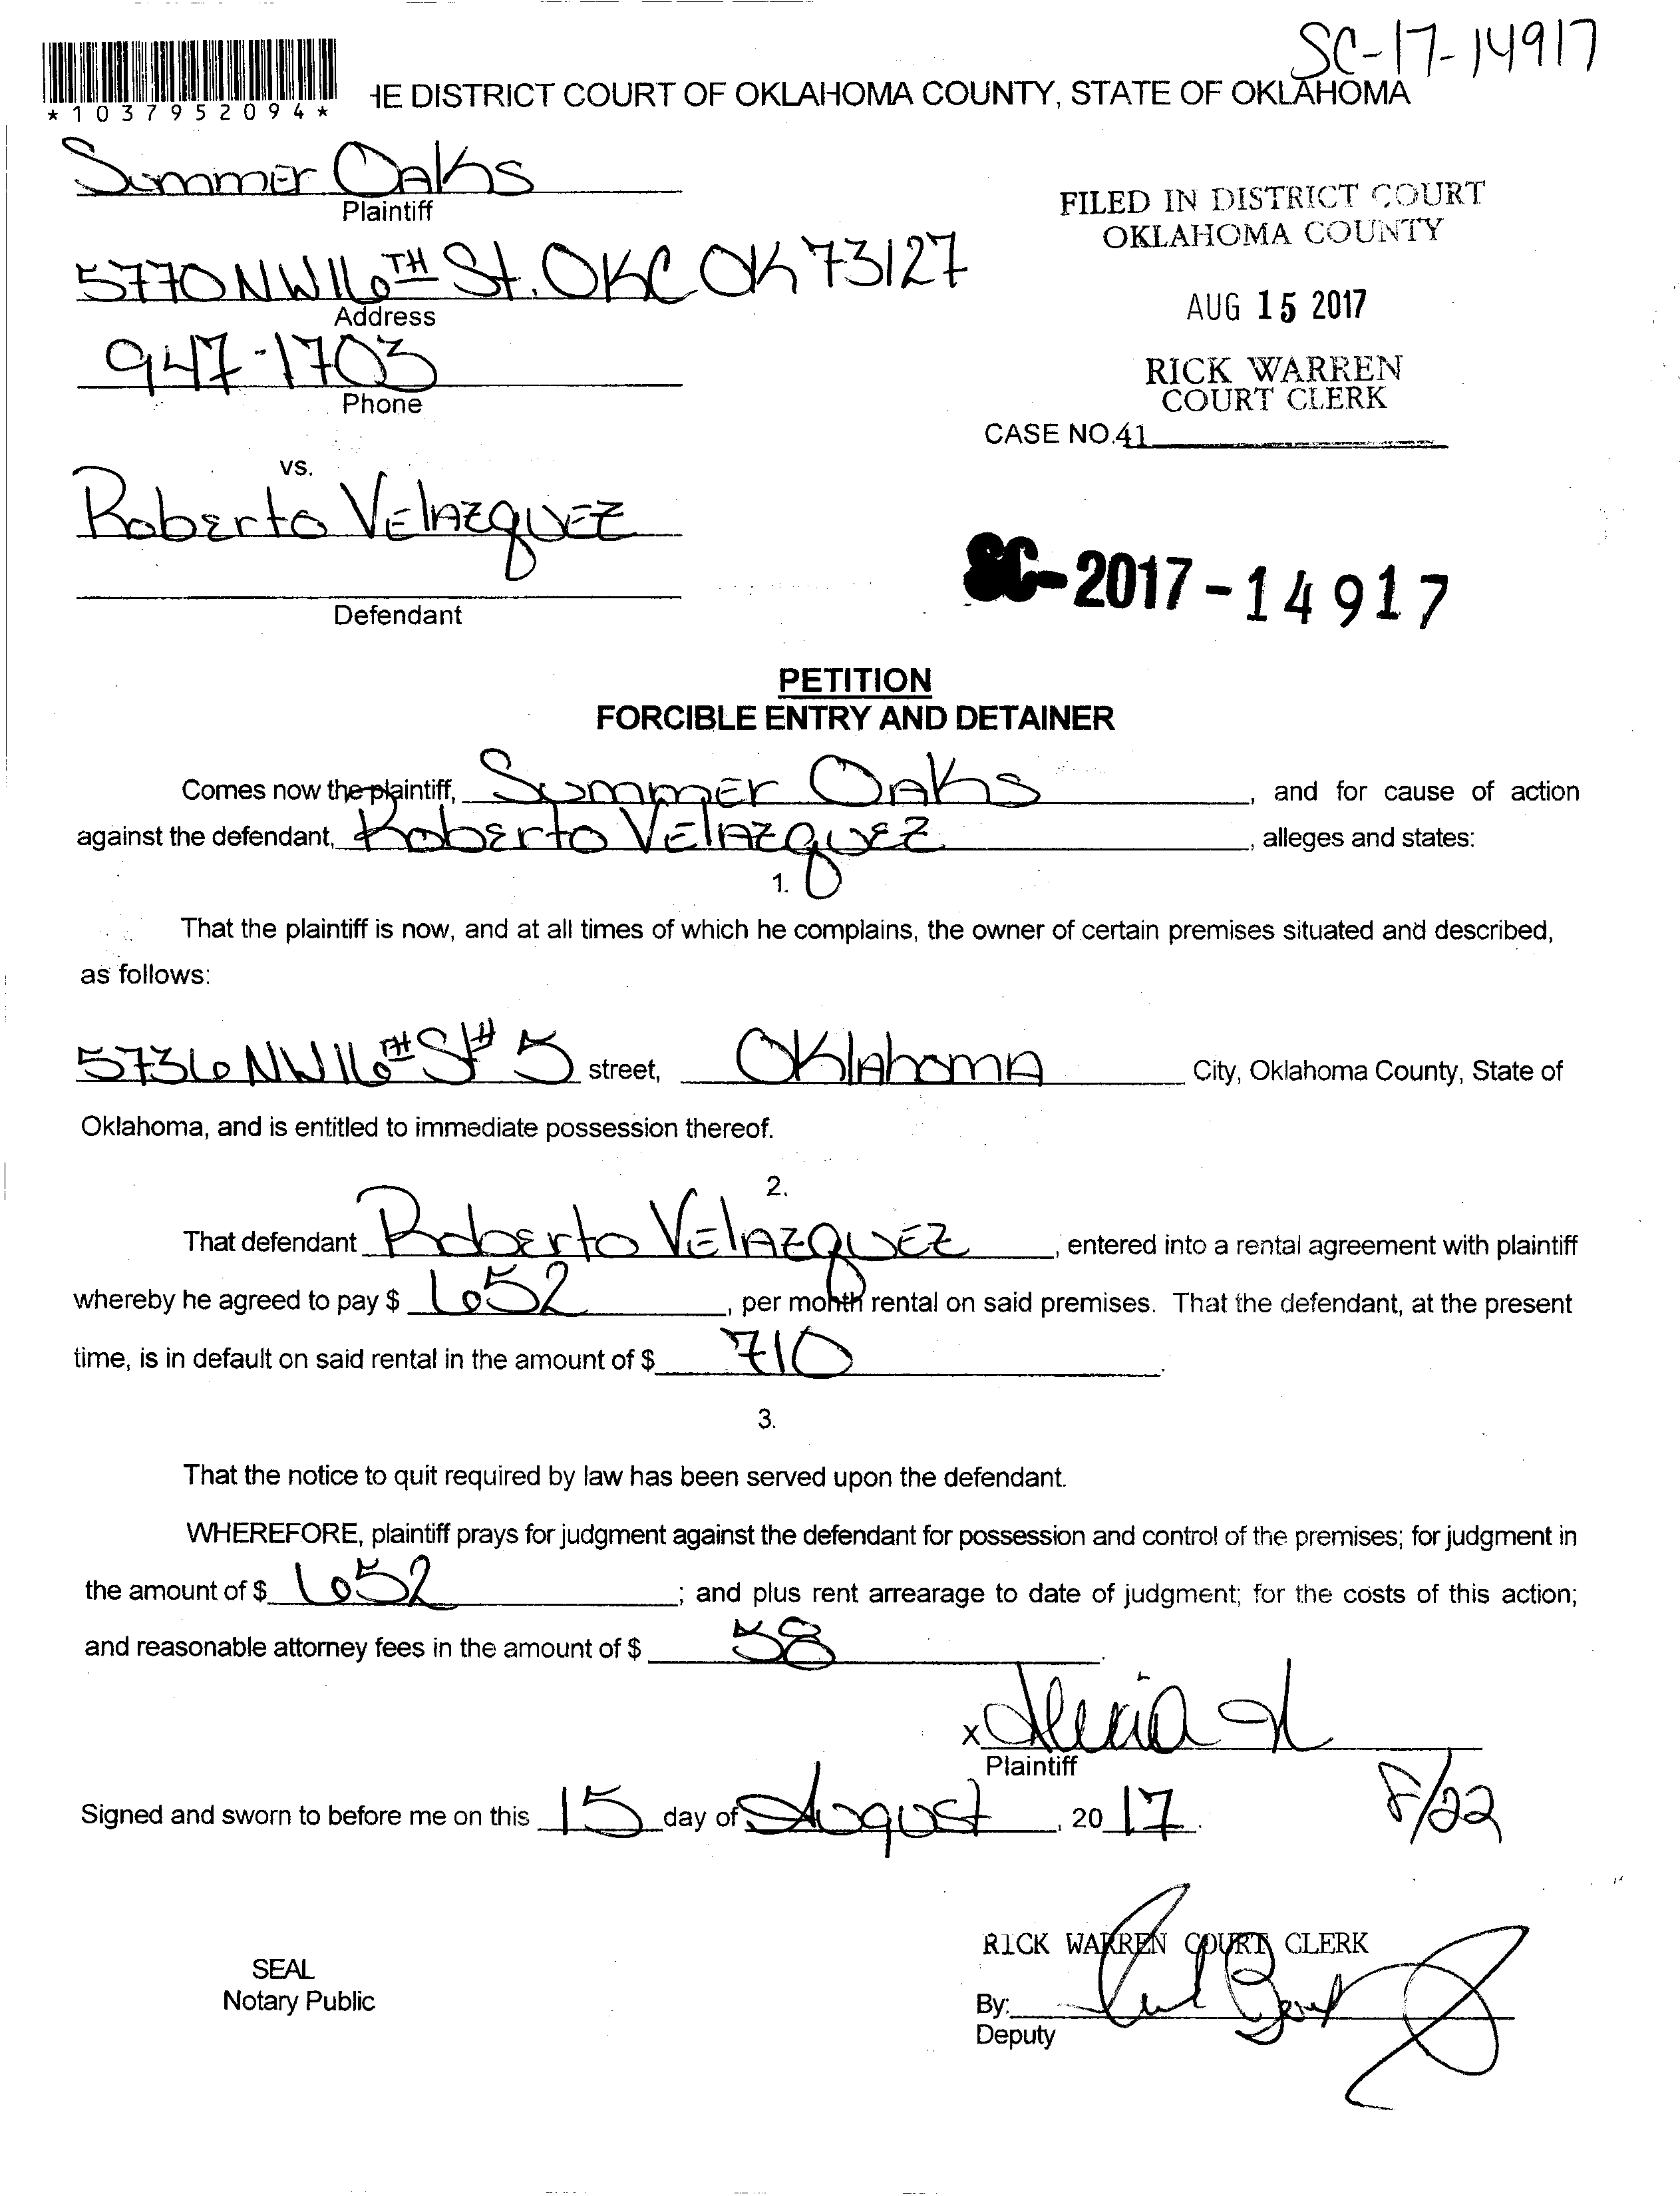 SC-17-14917
*1037952094*
HE DISTRICT COURT OF OKLAHOMA COUNTY, STATE OF OKLAHOMA
Summer Oaks
Plaintiff
5770 NW 16TH St. OKC OK 73127
Address
947-1703
Phone
FILED IN DISTRICT COURT
OKLAHOMA COUNTY
AUG 15 2017
RICK WARREN
COURT CLERK
CASE NO.41
vs.
Roberto Velazquez
Defendant
SC-2017-14917
PETITION
FORCIBLE ENTRY AND DETAINER
Comes now the plaintiff, Summer Oaks, and for cause of action
against the defendant, Roberto Velazquez, alleges and states:
1.
That the plaintiff is now, and at all times of which he complains, the owner of certain premises situated and described,
as follows:
5736 NW 16TH St # 5 street, Oklahoma City, Oklahoma County, State of
Oklahoma, and is entitled to immediate possession thereof.
2.
That defendant Roberto Velazquez, entered into a rental agreement with plaintiff
whereby he agreed to pay $ 652, per month rental on said premises. That the defendant, at the present
time, is in default on said rental in the amount of $ 710.
3.
That the notice to quit required by law has been served upon the defendant.
WHEREFORE, plaintiff prays for judgment against the defendant for possession and control of the premises; for judgment in
the amount of $ 652; and plus rent arrearage to date of judgment; for the costs of this action;
and reasonable attorney fees in the amount of $ 58.
X
Plaintiff
8/22
Signed and sworn to before me on this 15 day of August, 2017.
RICK WARREN COURT CLERK
SEAL
Notary Public
By:
Deputy